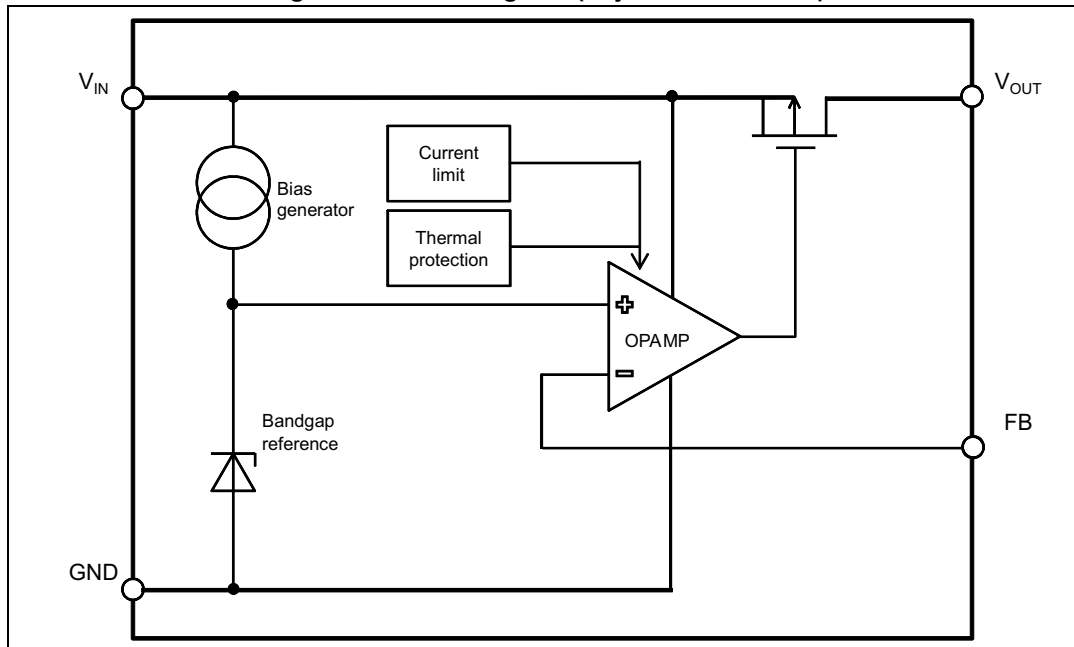 V_IN
V_OUT
Current
limit
Bias
generator
Thermal
protection
+
OPAMP
-
Bandgap
reference
FB
GND